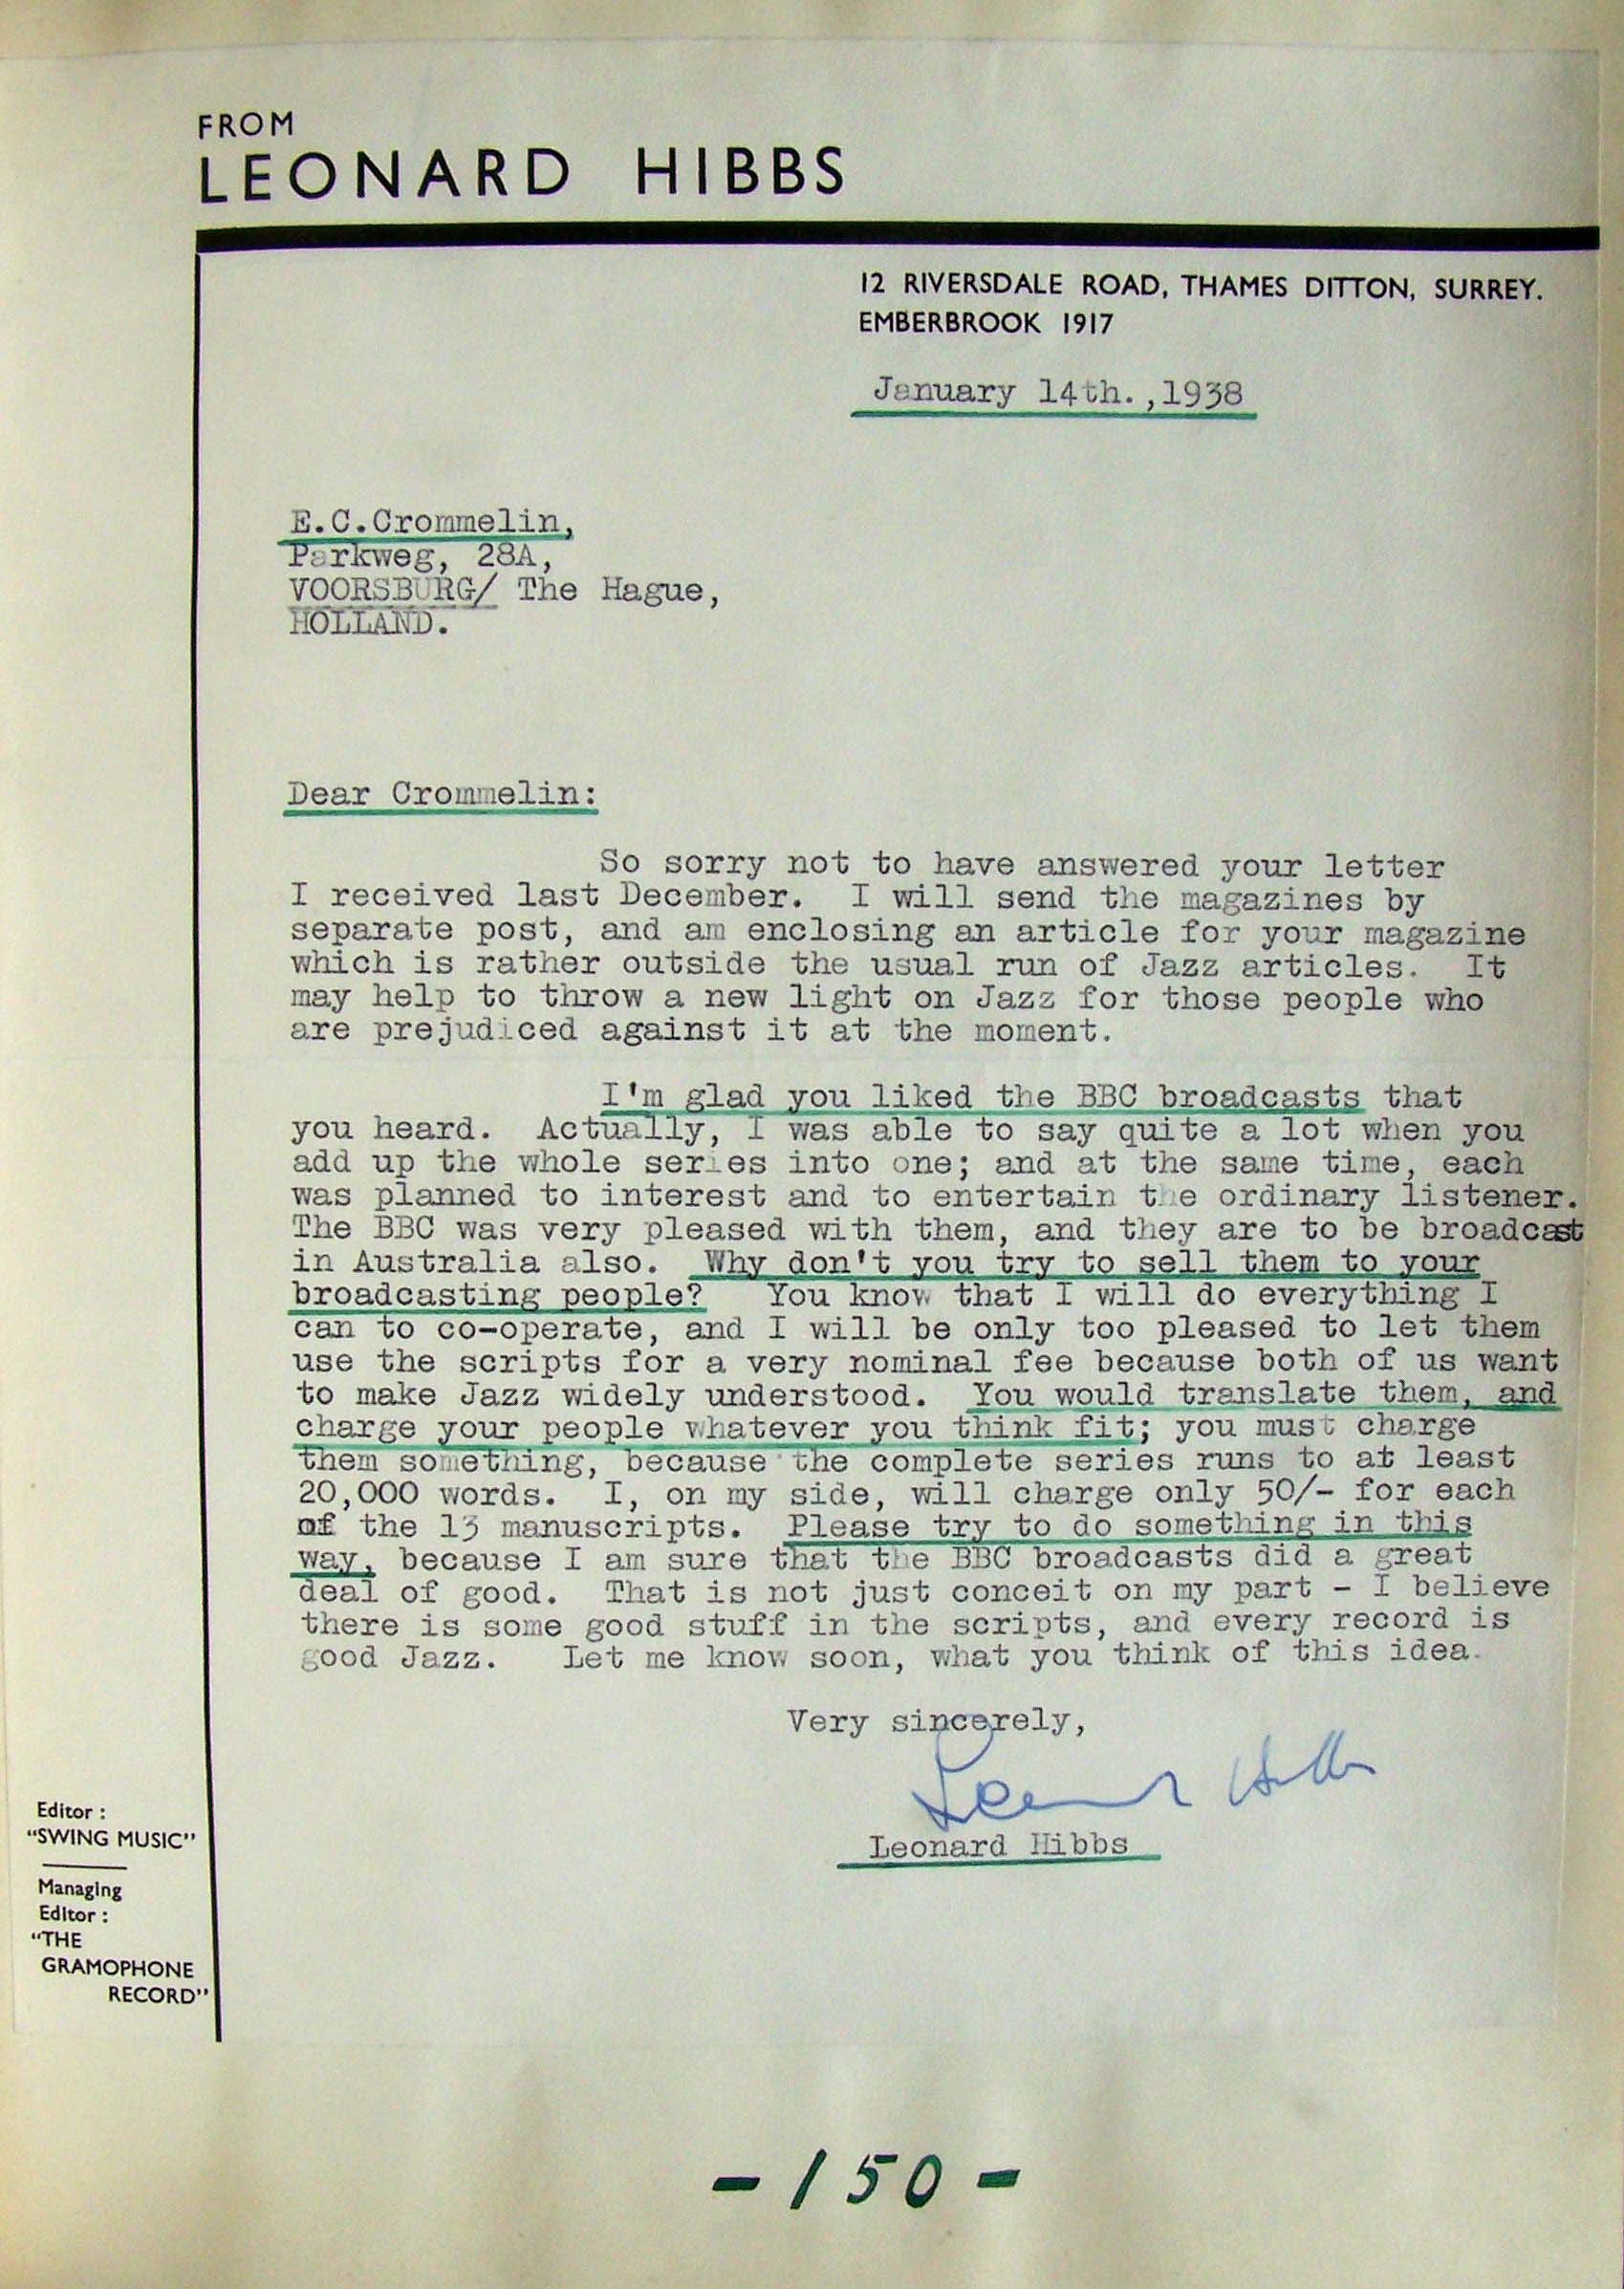 FROM
LEONARD HIBBS
12 RIVERSDALE ROAD, THAMES DITTON, SURREY.
EMBERBROOK 1917
January 14th.,1938
E.C.Crommelin,
Parkweg, 28A,
VOORSBURG/ The Hague,
HOLLAND.
Dear Crommelin:
So sorry not to have answered your letter
I received last December. I will send the magazines by
separate post, and am enclosing an article for your magazine
which is rather outside the usual run of Jazz articles. It
may help to throw a new light on Jazz for those people who
are prejudiced against it at the moment.
I'm glad you liked the BBC broadcasts that
you heard. Actually, I was able to say quite a lot when you
add up the whole series into one; and at the same time, each
was planned to interest and to entertain the ordinary listener.
The BBC was very pleased with them, and they are to be broadcast
in Australia also. Why don't you try to sell them to your
broadcasting people? You know that I will do everything I
can to co-operate, and I will be only too pleased to let them
use the scripts for a very nominal fee because both of us want
to make Jazz widely understood. You would translate them, and
charge your people whatever you think fit; you must charge
them something, because the complete series runs to at least
20,000 words. I, on my side, will charge only 50/- for each
of the 13 manuscripts. Please try to do something in this
way, because I am sure that the BBC broadcasts did a great
deal of good. That is not just conceit on my part - I believe
there is some good stuff in the scripts, and every record is
good Jazz. Let me know soon, what you think of this idea.
Very sincerely,
Leonard Hibbs
Leonard Hibbs
Editor :
"SWING MUSIC"
Managing
Editor :
"THE
GRAMOPHONE
RECORD"
- 150 -